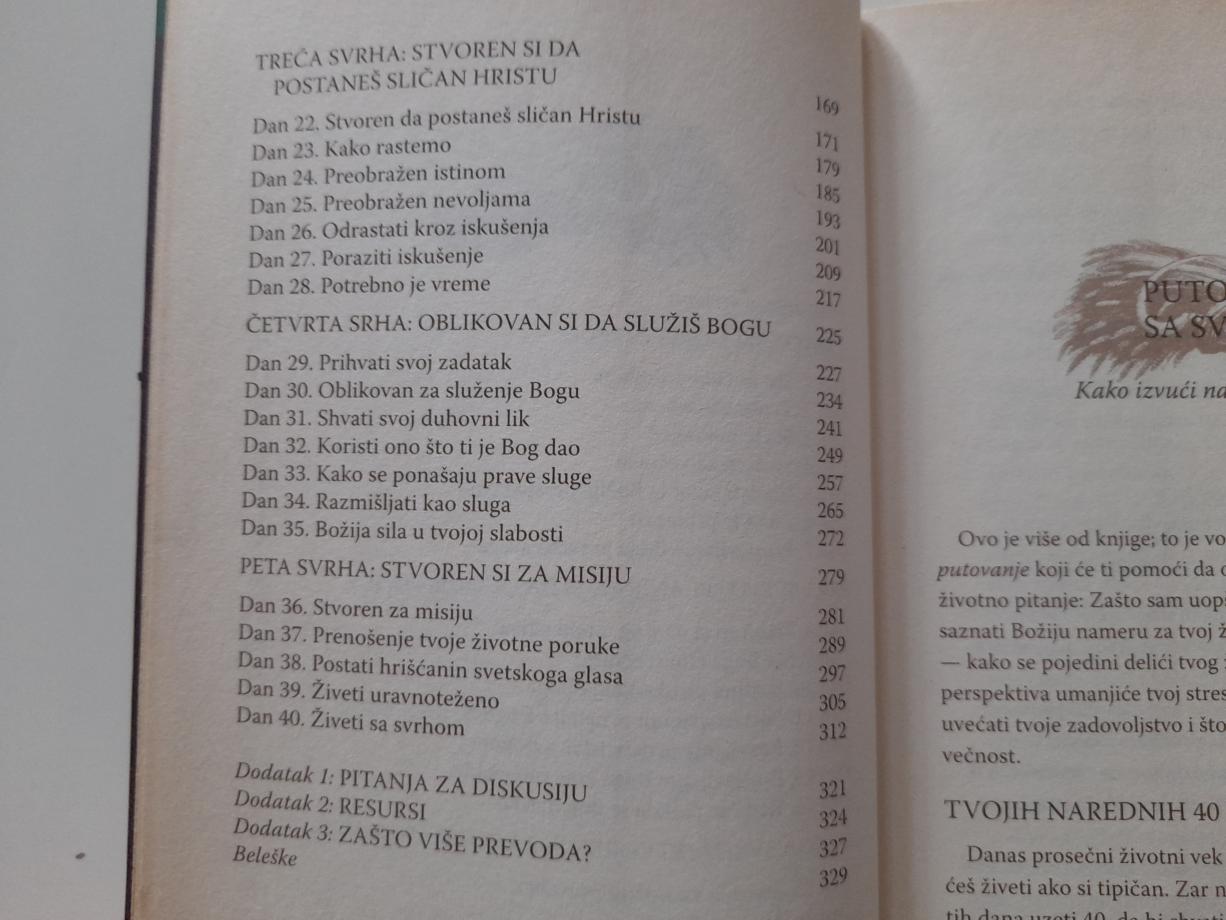 TREĆA SVRHA: STVOREN SI DA
POSTANEŠ SLIČAN HRISTU 169
Dan 22. Stvoren da postaneš sličan Hristu 171
Dan 23. Kako rastemo 179
Dan 24. Preobražen istinom 185
Dan 25. Preobražen nevoljama 193
Dan 26. Odrastati kroz iskušenja 201
Dan 27. Poraziti iskušenje 209
Dan 28. Potrebno je vreme 217
ČETVRTA SRHA: OBLIKOVAN SI DA SLUŽIŠ BOGU 225
Dan 29. Prihvati svoj zadatak 227
Dan 30. Oblikovan za služenje Bogu 234
Dan 31. Shvati svoj duhovni lik 241
Dan 32. Koristi ono što ti je Bog dao 249
Dan 33. Kako se ponašaju prave sluge 257
Dan 34. Razmišljati kao sluga 265
Dan 35. Božija sila u tvojoj slabosti 272
PETA SVRHA: STVOREN SI ZA MISIJU 279
Dan 36. Stvoren za misiju 281
Dan 37. Prenošenje tvoje životne poruke 289
Dan 38. Postati hrišćanin svetskoga glasa 297
Dan 39. Živeti uravnoteženo 305
Dan 40. Živeti sa svrhom 312
Dodatak 1: PITANJA ZA DISKUSIJU 321
Dodatak 2: RESURSI 324
Dodatak 3: ZAŠTO VIŠE PREVODA? 327
Beleške 329
PUTO
SA SV
Kako izvući na
Ovo je više od knjige; to je vo
putovanje koji će ti pomoći da
životno pitanje: Zašto sam uop
saznati Božiju nameru za tvoj ž
— kako se pojedini delići tvog
perspektiva umanjiće tvoj stres
uvećati tvoje zadovoljstvo i što
večnost.
TVOJIH NAREDNIH 40
Danas prosečni životni vek
ćeš živeti ako si tipičan. Zar n
tih dana uzeti 40, da bi